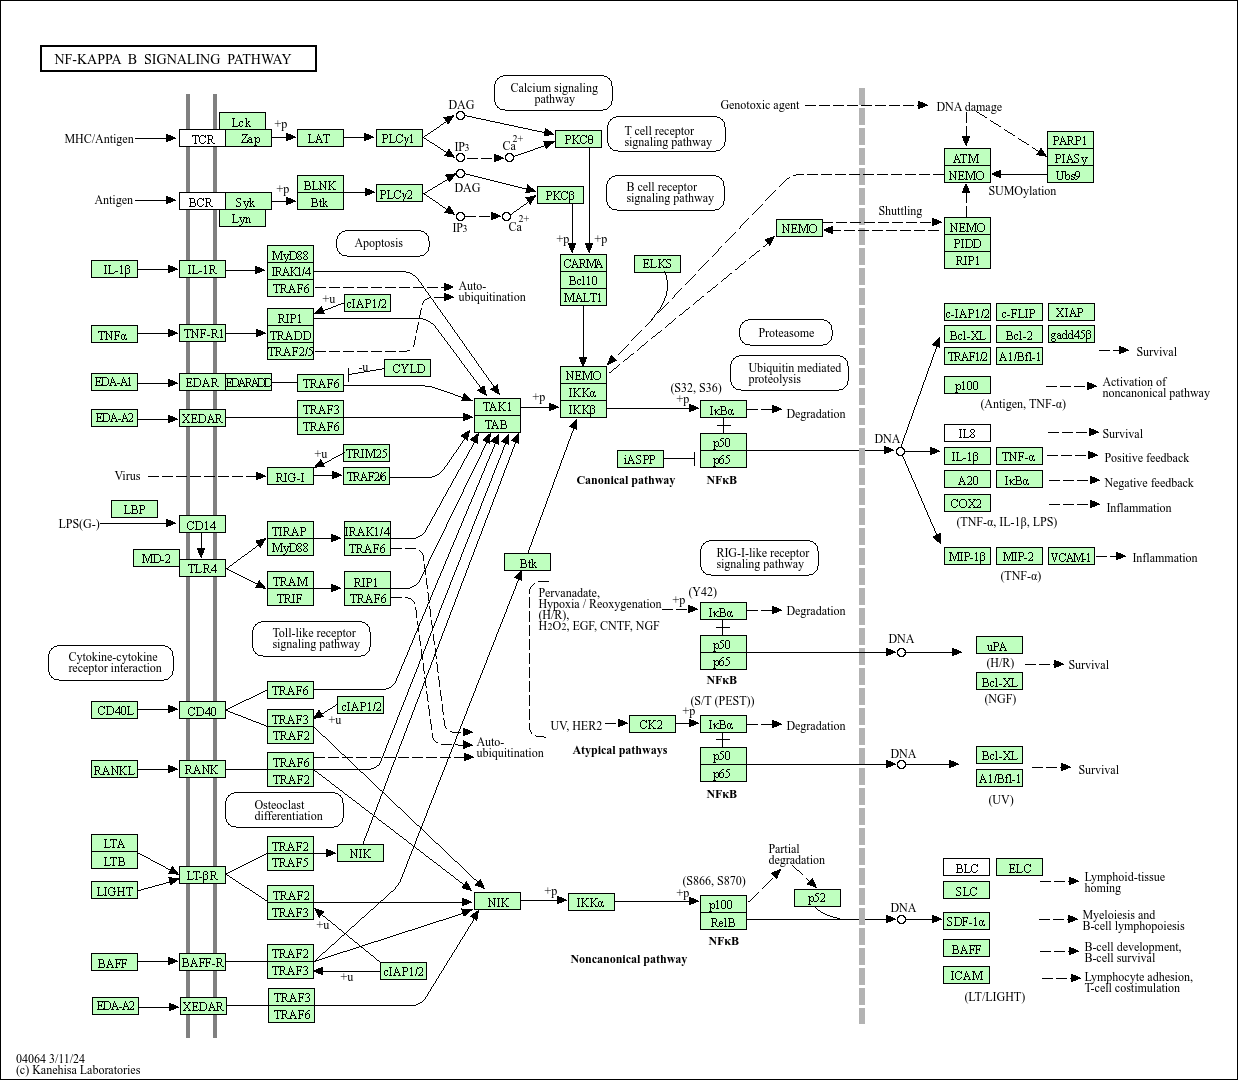 NF-KAPPA B SIGNALING PATHWAY
Calcium signaling
pathway
DAG
Genotoxic agent
DNA damage
Lck
MHC/Antigen
TCR
Zap
+p
LAT
PLCγ1
IP3
Ca2+
PKCθ
T cell receptor
signaling pathway
PARP1
PIASy
Ubs9
ATM
NEMO
SUMOylation
BLNK
Btk
Antigen
BCR
Syk
Lyn
+p
PLCγ2
DAG
IP3
Ca2+
PKCβ
B cell receptor
signaling pathway
Shuttling
NEMO
NEMO
PIDD
RIP1
Apoptosis
+p
+p
MyD88
IL-1β
IL-1R
IRAK1/4
TRAF6
Auto-
ubiquitination
CARMA
Bcl10
MALT1
ELKS
+u
cIAP1/2
RIP1
TNFα
TNF-R1
TRADD
TRAF2/5
Proteasome
c-IAP1/2
c-FLIP
XIAP
Bcl-XL
Bcl-2
gadd45β
TRAF1/2
A1/Bfl-1
Survival
CYLD
-u
EDA-A1
EDAR
EDARADD
TRAF6
NEMO
IKKα
IKKβ
Ubiquitin mediated
proteolysis
p100
Activation of
noncanonical pathway
(Antigen, TNF-α)
EDA-A2
XEDAR
TRAF3
TRAF6
TAK1
TAB
+p
(S32, S36)
+p
IκBα
Degradation
p50
p65
iASPP
NFκB
Canonical pathway
DNA
IL8
Survival
IL-1β
TNF-α
Positive feedback
A20
IκBα
Negative feedback
COX2
Inflammation
(TNF-α, IL-1β, LPS)
Virus
RIG-I
+u
TRIM25
TRAF2/6
LBP
LPS(G-)
CD14
MD-2
TLR4
TIRAP
MyD88
IRAK1/4
TRAF6
TRAM
TRIF
RIP1
TRAF6
Btk
RIG-I-like receptor
signaling pathway
MIP-1β
MIP-2
VCAM-1
Inflammation
(TNF-α)
Pervanadate,
Hypoxia / Reoxygenation
(H/R),
H2O2, EGF, CNTF, NGF
+p
(Y42)
IκBα
Degradation
p50
p65
NFκB
DNA
uPA
(H/R)
Bcl-XL
(NGF)
Survival
Toll-like receptor
signaling pathway
Cytokine-cytokine
receptor interaction
CD40L
CD40
TRAF6
TRAF3
TRAF2
cIAP1/2
+u
Auto-
ubiquitination
UV, HER2
CK2
+p
(S/T (PEST))
IκBα
Degradation
Atypical pathways
p50
p65
NFκB
DNA
Bcl-XL
A1/Bfl-1
(UV)
Survival
RANKL
RANK
TRAF6
TRAF2
Osteoclast
differentiation
LTA
LTB
LIGHT
LT-βR
TRAF2
TRAF5
NIK
TRAF2
TRAF3
+u
NIK
+p
IKKα
+p
(S866, S870)
p100
RelB
NFκB
Partial
degradation
p52
DNA
Noncanonical pathway
BLC
ELC
SLC
Lymphoid-tissue
homing
SDF-1α
Myeloiesis and
B-cell lymphopoiesis
BAFF
B-cell development,
B-cell survival
ICAM
Lymphocyte adhesion,
T-cell costimulation
(LT/LIGHT)
BAFF
BAFF-R
TRAF2
TRAF3
+u
cIAP1/2
EDA-A2
XEDAR
TRAF3
TRAF6
04064 3/11/24
(c) Kanehisa Laboratories